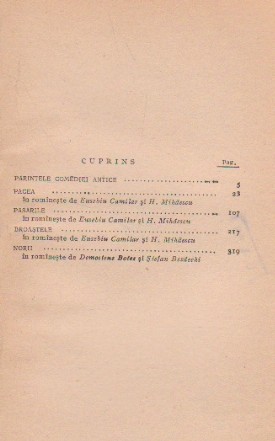 CUPRINS
Pag.
PARINTELE COMEDIEI ANTICE 5
PACEA 23
în romînește de Eusebiu Camilar și H. Mihăescu
PASARILE 107
în romînește de Eusebiu Camilar și H. Mihăescu
BROAȘTELE 217
în romînește de Eusebiu Camilar și H. Mihăescu
NORII 319
în romînește de Demostene Botez și Ștefan Bezdechi